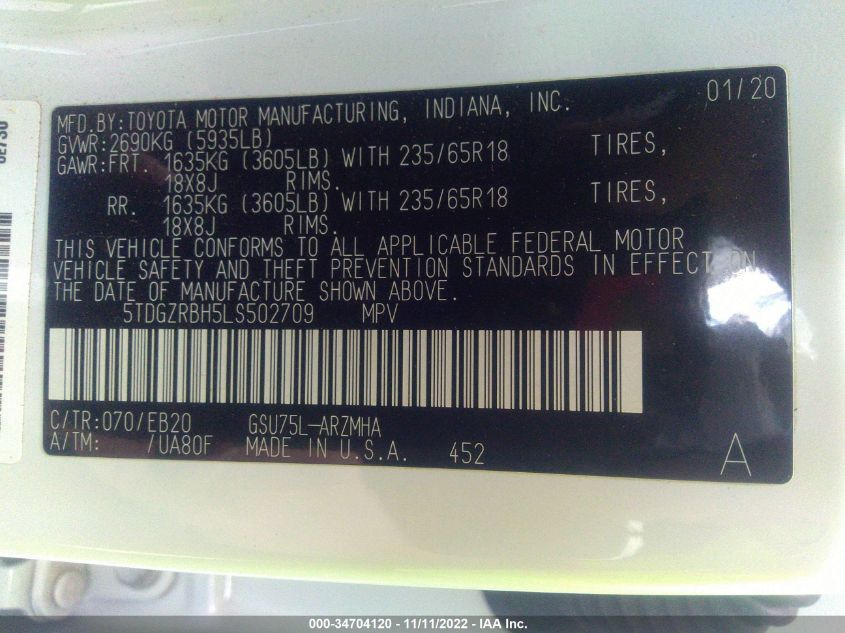 MFD.BY:TOYOTA MOTOR MANUFACTURING, INDIANA, INC. 01/20
GVWR:2690KG (5935LB)
GAWR:FRT. 1635KG (3605LB) WITH 235/65R18 TIRES,
18X8J RIMS.
RR. 1635KG (3605LB) WITH 235/65R18 TIRES,
18X8J RIMS.
THIS VEHICLE CONFORMS TO ALL APPLICABLE FEDERAL MOTOR
VEHICLE SAFETY AND THEFT PREVENTION STANDARDS IN EFFECT ON
THE DATE OF MANUFACTURE SHOWN ABOVE.
5TDGZRBH5LS502709 MPV
C/TR:070/EB20 GSU75L-ARZMHA
A/TM: /UA80F MADE IN U.S.A. 452 A
000-34704120 - 11/11/2022 - IAA Inc.